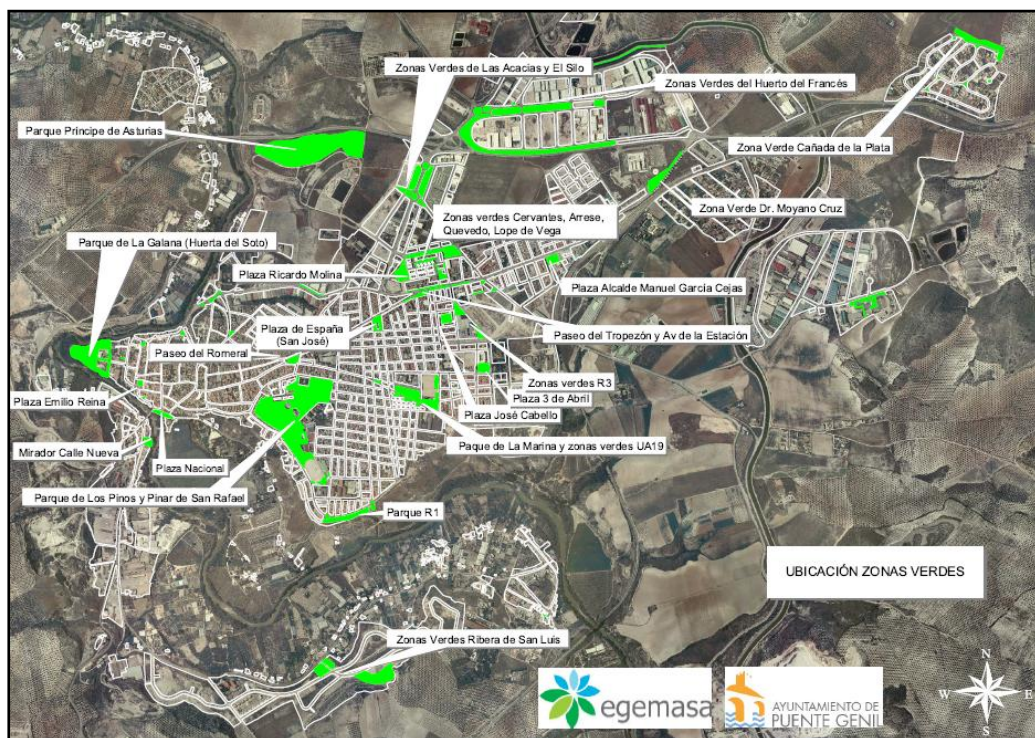 Zonas Verdes de Las Acacias y El Silo
Zonas Verdes del Huerto del Francés
Parque Príncipe de Asturias
Zona Verde Cañada de la Plata
Zona Verde Dr. Moyano Cruz
Zonas verdes Cervantes, Arrese,
Quevedo, Lope de Vega
Parque de La Galana (Huerta del Soto)
Plaza Ricardo Molina
Plaza Alcalde Manuel García Cejas
Plaza de España
(San José)
Paseo del Tropezón y Av de la Estación
Paseo del Romeral
Zonas verdes R3
Plaza Emilio Reina
Plaza 3 de Abril
Plaza José Cabello
Mirador Calle Nueva
Plaza Nacional
Paque de La Marina y zonas verdes UA19
Parque de Los Pinos y Pinar de San Rafael
Parque R1
UBICACIÓN ZONAS VERDES
Zonas Verdes Ribera de San Luis
egemasa
AYUNTAMIENTO DE
PUENTE GENIL
N
W
E
S